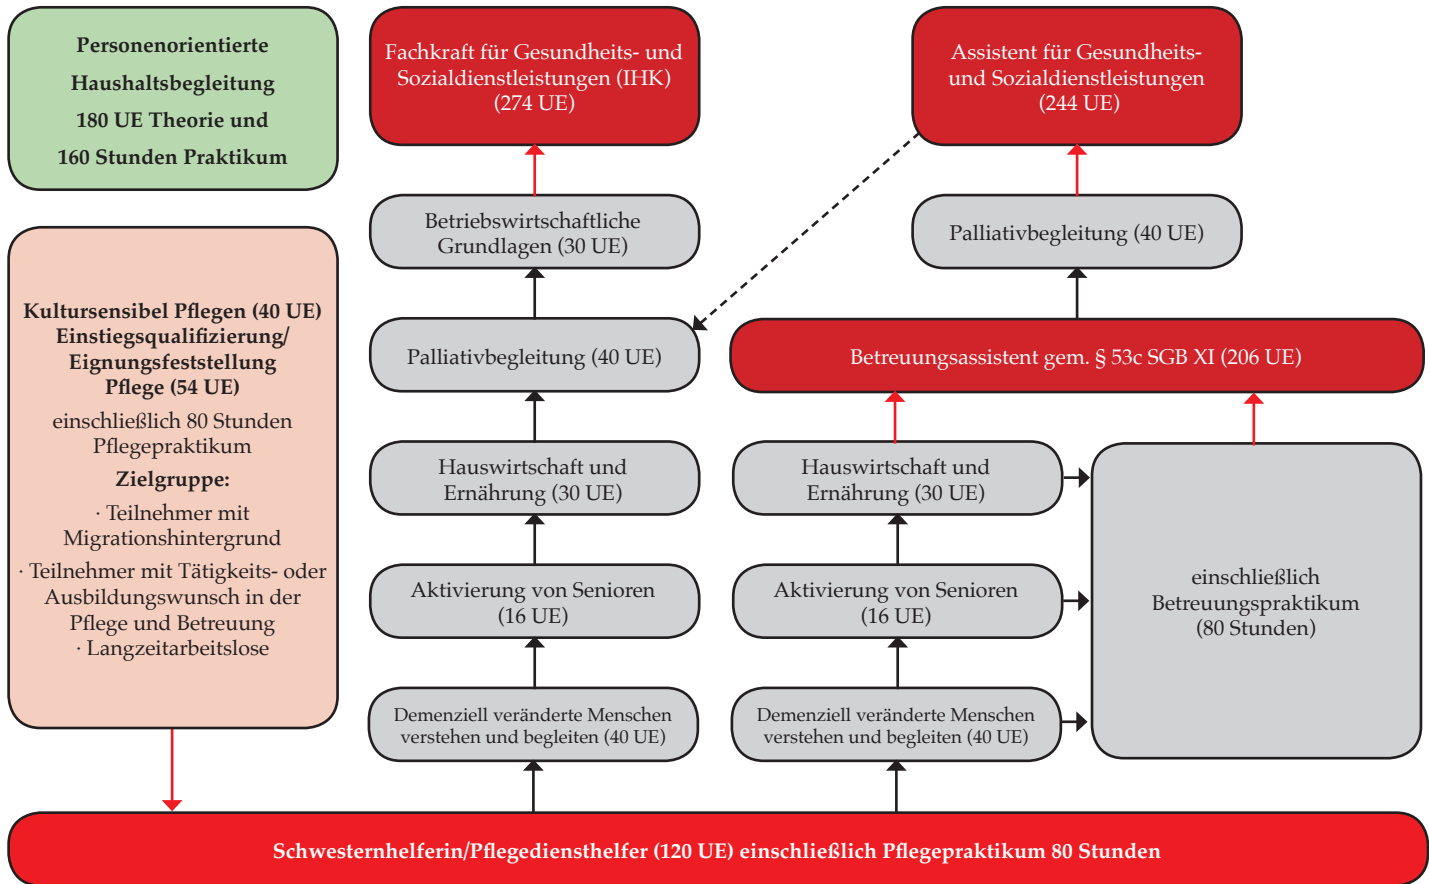 Personenorientierte
Haushaltsbegleitung
180 UE Theorie und
160 Stunden Praktikum
Fachkraft für Gesundheits- und
Sozialdienstleistungen (IHK)
(274 UE)
Assistent für Gesundheits-
und Sozialdienstleistungen
(244 UE)
Betriebswirtschaftliche
Grundlagen (30 UE)
Palliativbegleitung (40 UE)
Kultursensibel Pflegen (40 UE)
Einstiegsqualifizierung/
Eignungsfeststellung
Pflege (54 UE)
einschließlich 80 Stunden
Pflegepraktikum
Zielgruppe:
· Teilnehmer mit
Migrationshintergrund
· Teilnehmer mit Tätigkeits- oder
Ausbildungswunsch in der
Pflege und Betreuung
· Langzeitarbeitslose
Palliativbegleitung (40 UE)
Betreuungsassistent gem. § 53c SGB XI (206 UE)
Hauswirtschaft und
Ernährung (30 UE)
Hauswirtschaft und
Ernährung (30 UE)
einschließlich
Betreuungspraktikum
(80 Stunden)
Aktivierung von Senioren
(16 UE)
Aktivierung von Senioren
(16 UE)
Demenziell veränderte Menschen
verstehen und begleiten (40 UE)
Demenziell veränderte Menschen
verstehen und begleiten (40 UE)
Schwesternhelferin/Pflegediensthelfer (120 UE) einschließlich Pflegepraktikum 80 Stunden